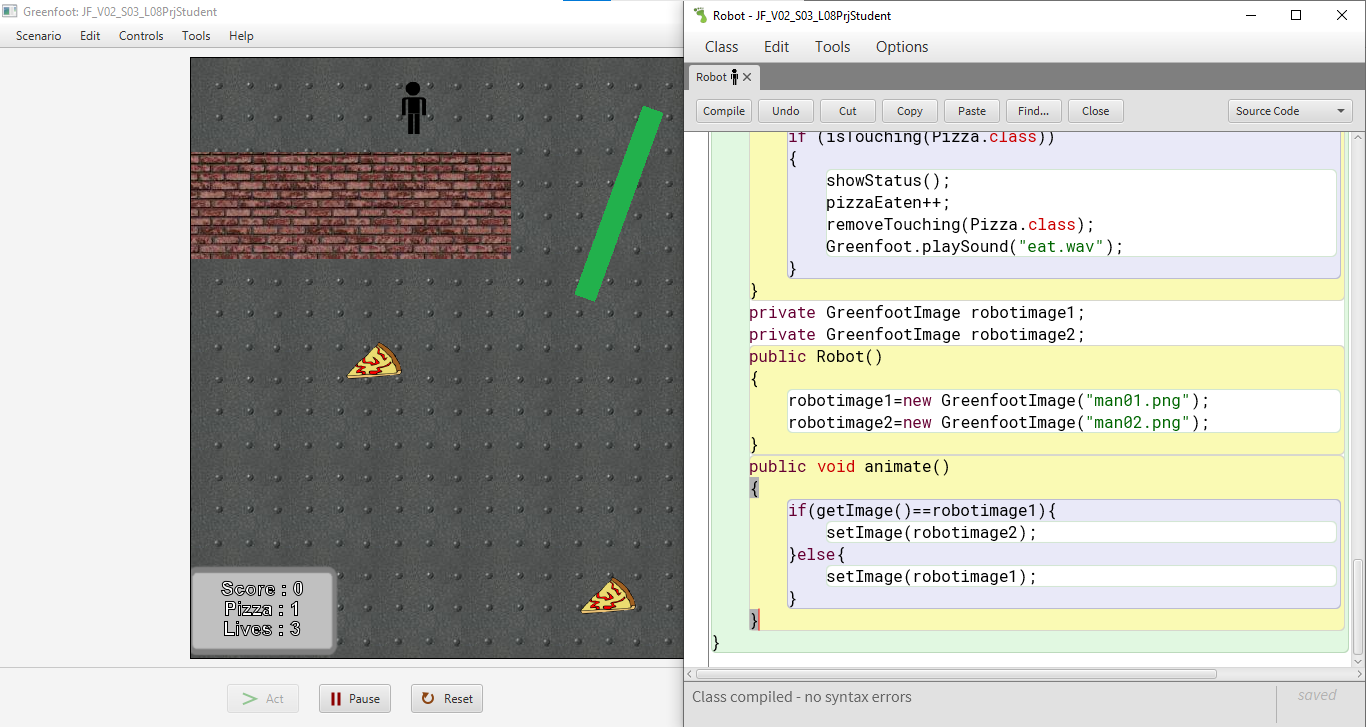 Greenfoot: JF_V02_S03_L08PrjStudent
Scenario Edit Controls Tools Help
Score : 0
Pizza : 1
Lives : 3
Act Pause Reset
Robot - JF_V02_S03_L08PrjStudent
Class Edit Tools Options
Robot
Compile Undo Cut Copy Paste Find... Close Source Code
if (isTouching(Pizza.class))
{
showStatus();
pizzaEaten++;
removeTouching(Pizza.class);
Greenfoot.playSound("eat.wav");
}
}
private GreenfootImage robotimage1;
private GreenfootImage robotimage2;
public Robot()
{
robotimage1=new GreenfootImage("man01.png");
robotimage2=new GreenfootImage("man02.png");
}
public void animate()
{
if(getImage()==robotimage1){
setImage(robotimage2);
}else{
setImage(robotimage1);
}
}
}
Class compiled - no syntax errors
saved